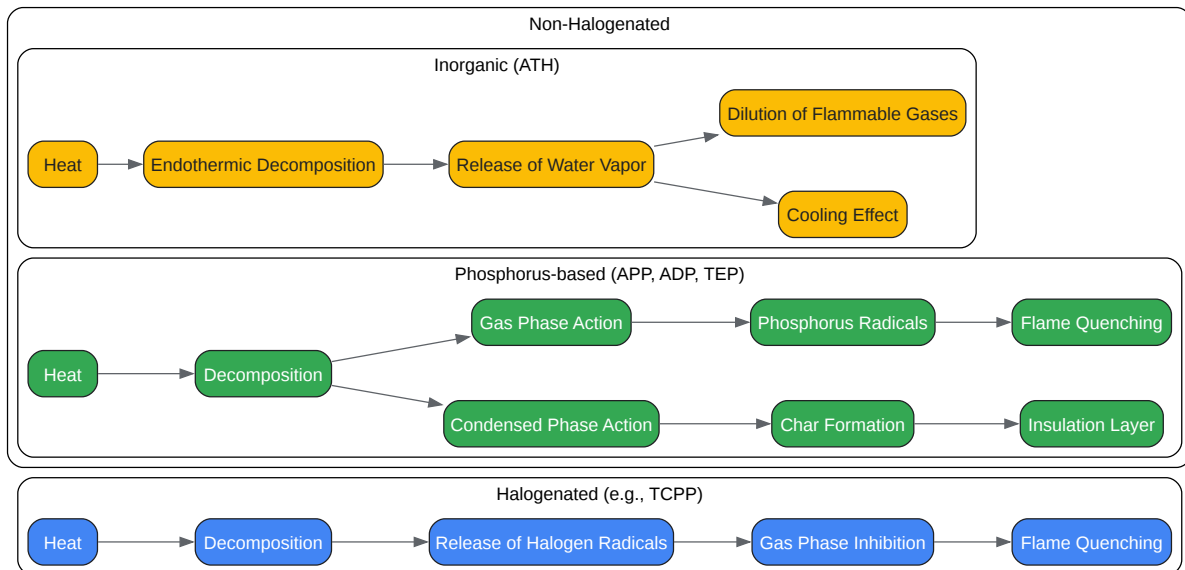 Non-Halogenated
Inorganic (ATH)
Heat
Endothermic Decomposition
Release of Water Vapor
Dilution of Flammable Gases
Cooling Effect
Phosphorus-based (APP, ADP, TEP)
Heat
Decomposition
Gas Phase Action
Phosphorus Radicals
Flame Quenching
Condensed Phase Action
Char Formation
Insulation Layer
Halogenated (e.g., TCPP)
Heat
Decomposition
Release of Halogen Radicals
Gas Phase Inhibition
Flame Quenching